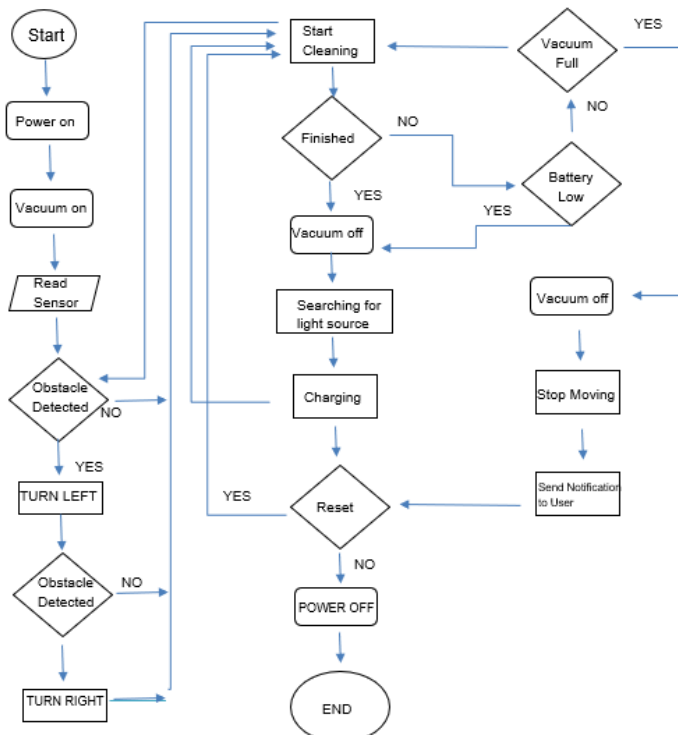 Start
Power on
Vacuum on
Read
Sensor
Obstacle
Detected
NO
YES
TURN LEFT
Obstacle
Detected
NO
TURN RIGHT
Start
Cleaning
Finished
NO
YES
Vacuum off
Searching for
light source
Charging
Reset
YES
NO
POWER OFF
END
Vacuum
Full
YES
NO
Battery
Low
YES
Vacuum off
Stop Moving
Send Notification
to User